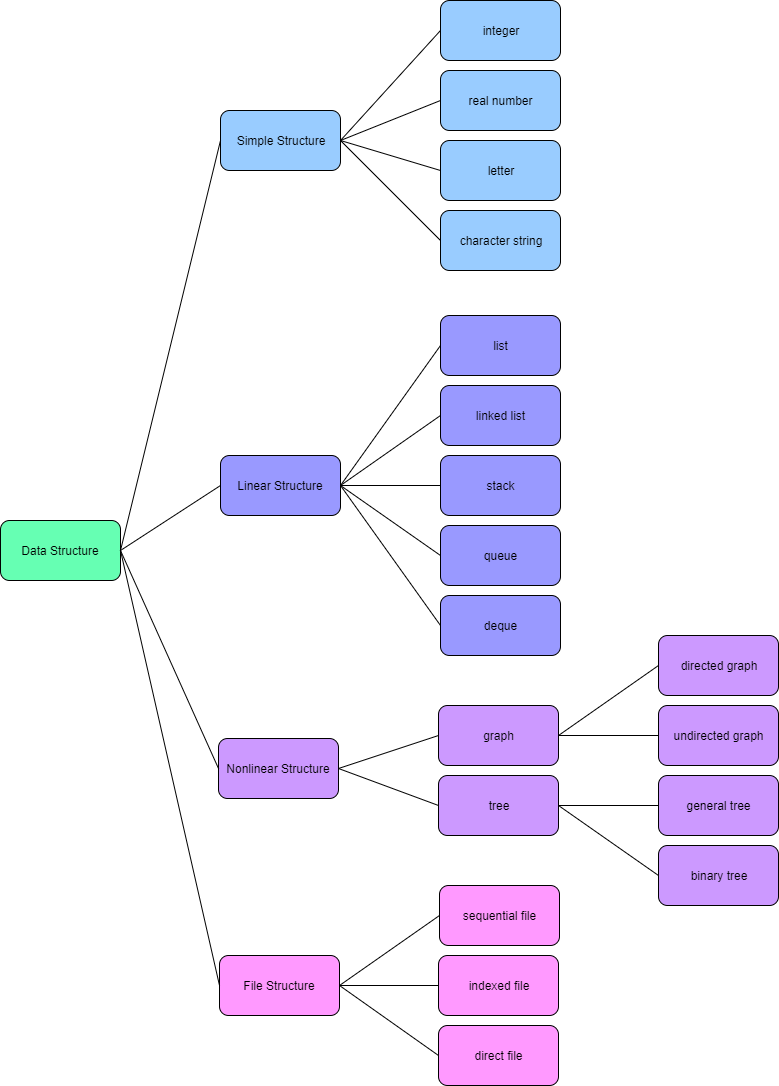 integer
real number
Simple Structure
letter
character string
list
linked list
Linear Structure
stack
queue
Data Structure
deque
directed graph
graph
undirected graph
Nonlinear Structure
tree
general tree
binary tree
sequential file
File Structure
indexed file
direct file